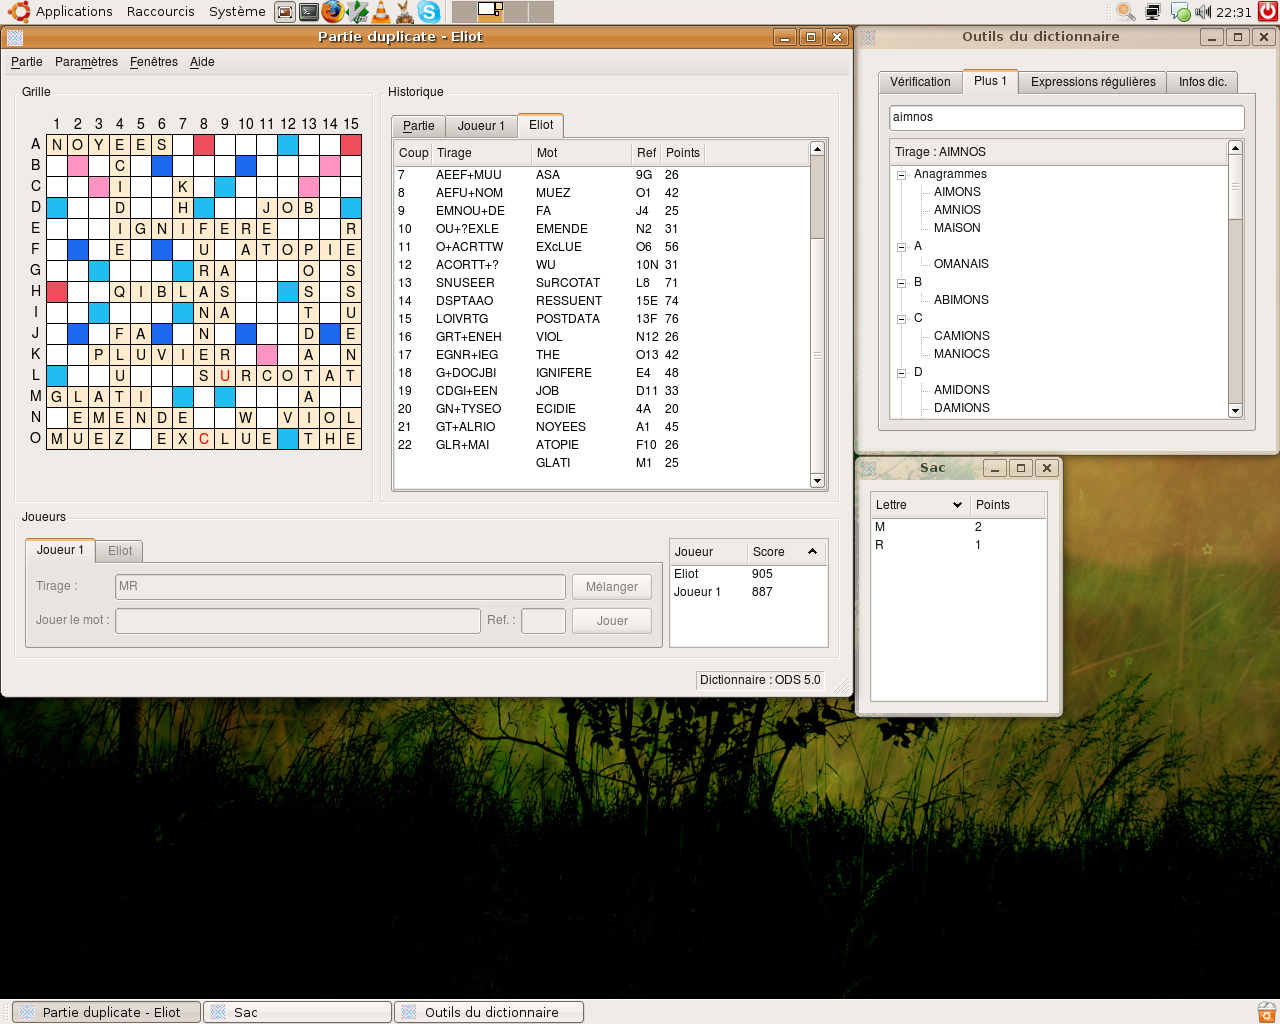 Applications Raccourcis Système 22:31
Partie duplicate - Eliot
Partie Paramètres Fenêtres Aide
Grille
1 2 3 4 5 6 7 8 9 10 11 12 13 14 15
A N O Y E E S
B C
C I K
D D H J O B
E I G N I F E R E R
F E U A T O P I E
G R A O S
H Q I B L A S S S
I N A T U
J F A N D E
K P L U V I E R A N
L U S U R C O T A T
M G L A T I A
N E M E N D E W V I O L
O M U E Z E X C L U E T H E
Historique
Partie Joueur 1 Eliot
Coup Tirage Mot Ref Points
7 AEEF+MUU ASA 9G 26
8 AEFU+NOM MUEZ O1 42
9 EMNOU+DE FA J4 25
10 OU+?EXLE EMENDE N2 31
11 O+ACRTTW EXcLUE O6 56
12 ACORTT+? WU 10N 31
13 SNUSEER SuRCOTAT L8 71
14 DSPTAAO RESSUENT 15E 74
15 LOIVRTG POSTDATA 13F 76
16 GRT+ENEH VIOL N12 26
17 EGNR+IEG THE O13 42
18 G+DOCJBI IGNIFERE E4 48
19 CDGI+EEN JOB D11 33
20 GN+TYSEO ECIDIE 4A 20
21 GT+ALRIO NOYEES A1 45
22 GLR+MAI ATOPIE F10 26
GLATI M1 25
Joueurs
Joueur 1 Eliot
Tirage : MR Mélanger
Jouer le mot : Ref. : Jouer
Joueur Score
Eliot 905
Joueur 1 887
Dictionnaire : ODS 5.0
Outils du dictionnaire
Vérification Plus 1 Expressions régulières Infos dic.
aimnos
Tirage : AIMNOS
Anagrammes
AIMONS
AMNIOS
MAISON
A
OMANAIS
B
ABIMONS
C
CAMIONS
MANIOCS
D
AMIDONS
DAMIONS
Sac
Lettre Points
M 2
R 1
Partie duplicate - Eliot Sac Outils du dictionnaire